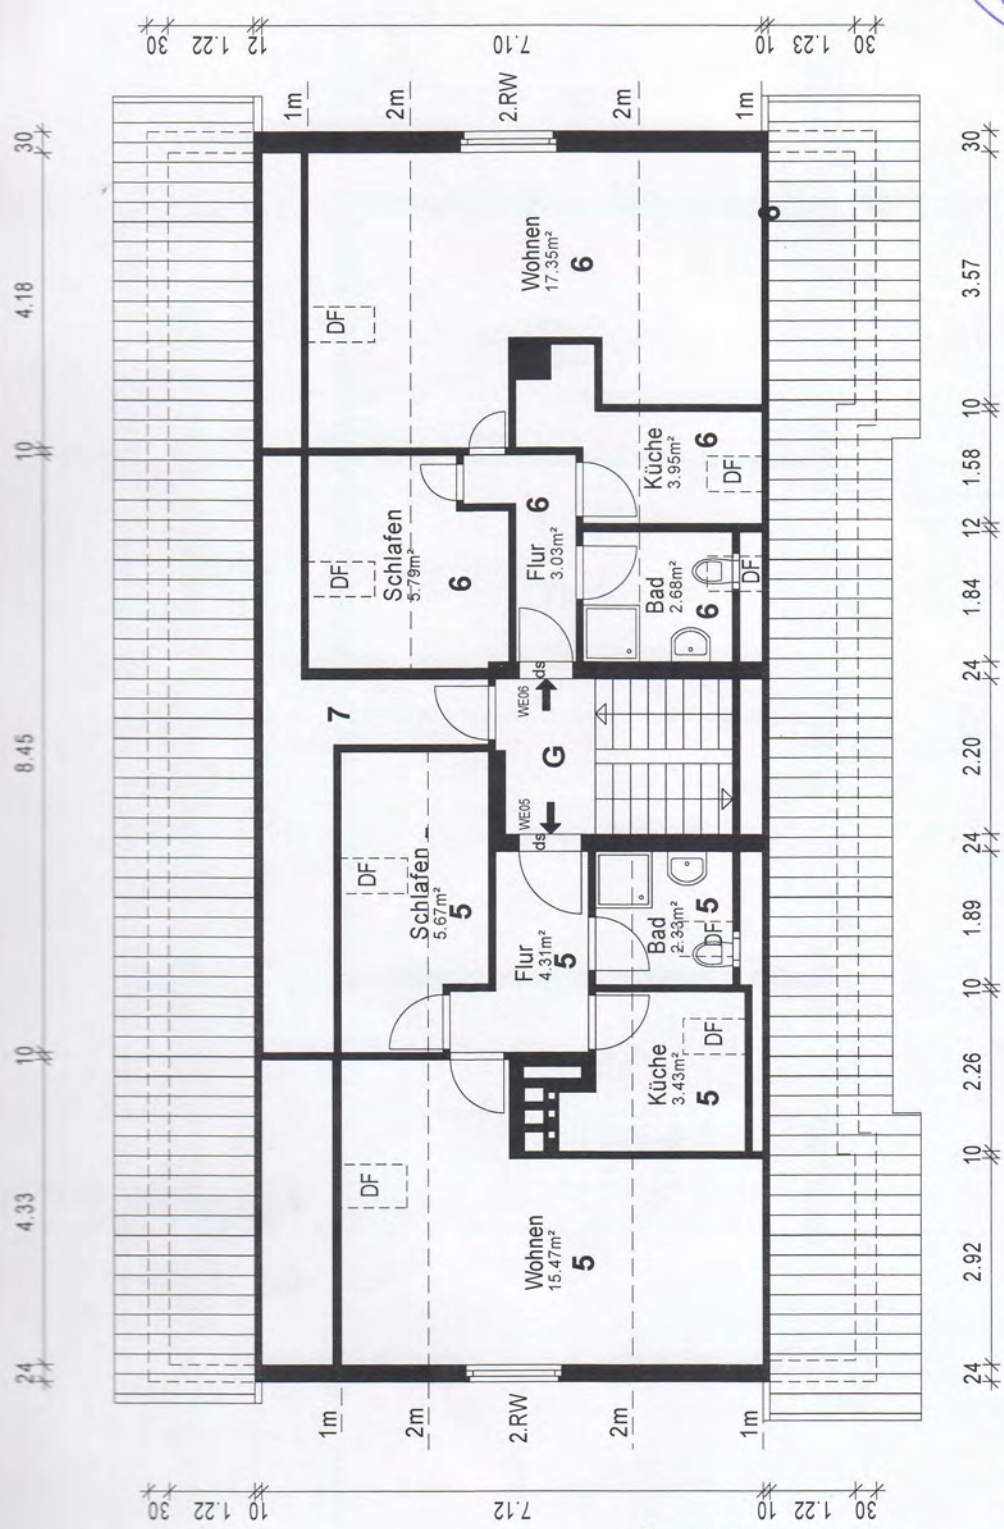 24 4.33 10 8.45 10 4.18 30
30 1.22 10 7.12 10 1.22 30
1m
2m
2.RW
2m
1m
DF
Wohnen
15.47m²
5
DF
Schlafen
5.67m²
5
Flur
4.31m²
5
Küche
3.43m²
5
DF
Bad
2.33m²
5
DF
7
WE05
ds
G
WE06
ds
DF
Schlafen
5.79m²
6
Flur
3.03m²
6
Bad
2.68m²
6
DF
Küche
3.95m²
6
DF
DF
Wohnen
17.35m²
6
6
1m
2m
2.RW
2m
1m
30 1.22 12 7.10 10 1.23 30
24 2.92 10 2.26 10 1.89 24 2.20 24 1.84 12 1.58 10 3.57 30